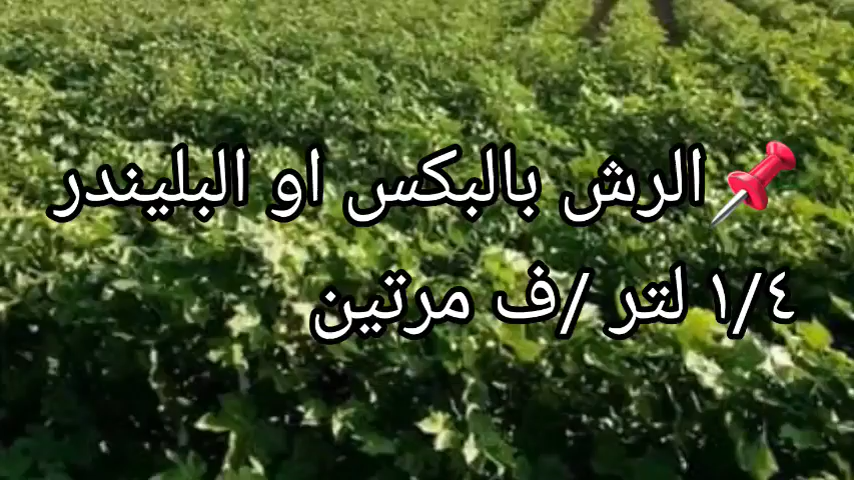 📌الرش بالبكس او البليندر
١/٤ لتر /ف مرتين